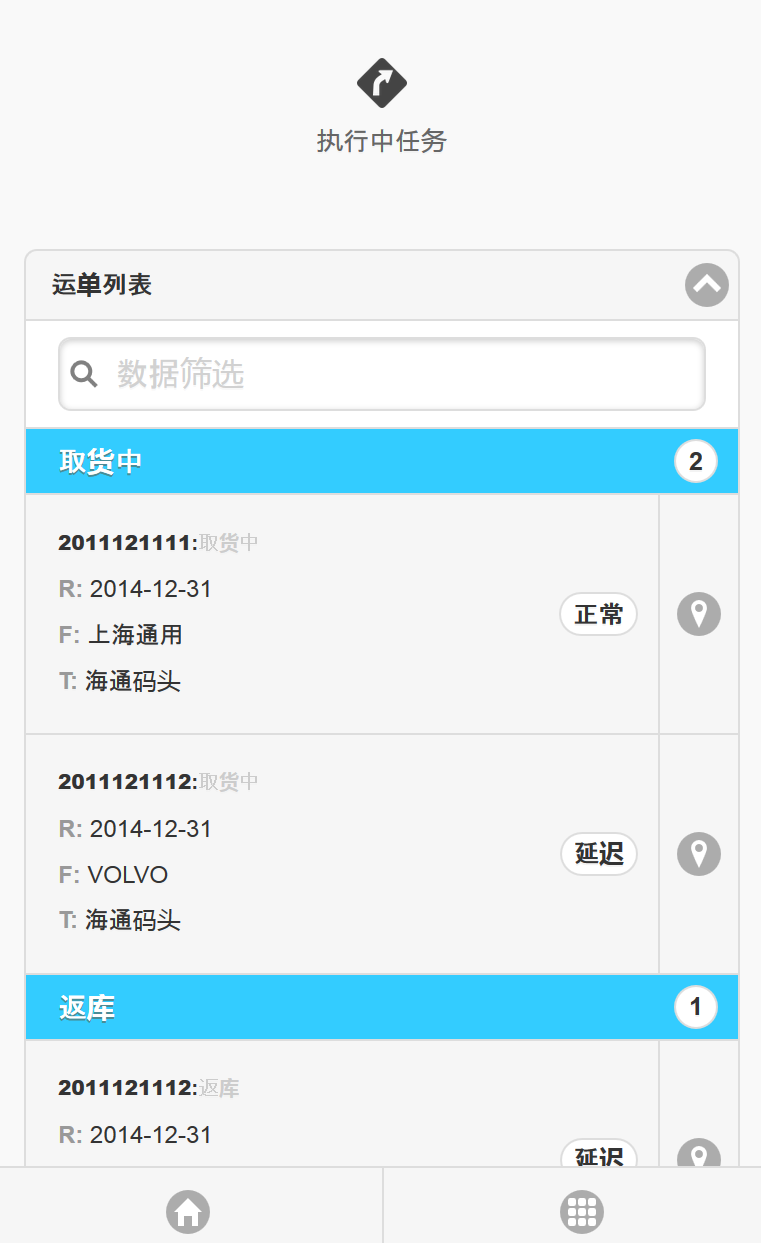 执行中任务
运单列表
数据筛选
取货中 2
2011121111:取货中
R: 2014-12-31
正常
F: 上海通用
T: 海通码头
2011121112:取货中
R: 2014-12-31
延迟
F: VOLVO
T: 海通码头
返库 1
2011121112:返库
R: 2014-12-31
延迟